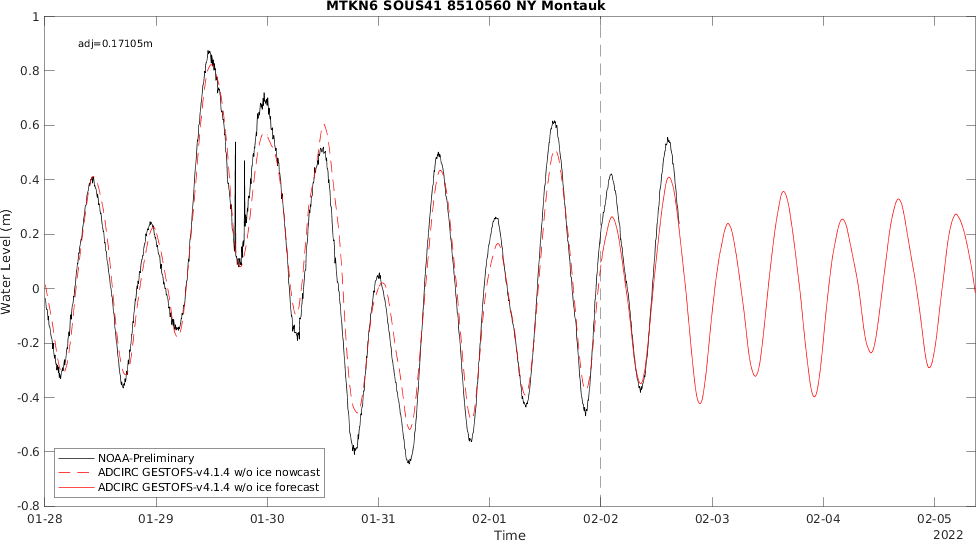 MTKN6 SOUS41 8510560 NY Montauk
adj=0.17105m
1
0.8
0.6
0.4
0.2
0
-0.2
-0.4
-0.6
-0.8
Water Level (m)
NOAA-Preliminary
ADCIRC GESTOFS-v4.1.4 w/o ice nowcast
ADCIRC GESTOFS-v4.1.4 w/o ice forecast
01-28 01-29 01-30 01-31 02-01 02-02 02-03 02-04 02-05
Time
2022